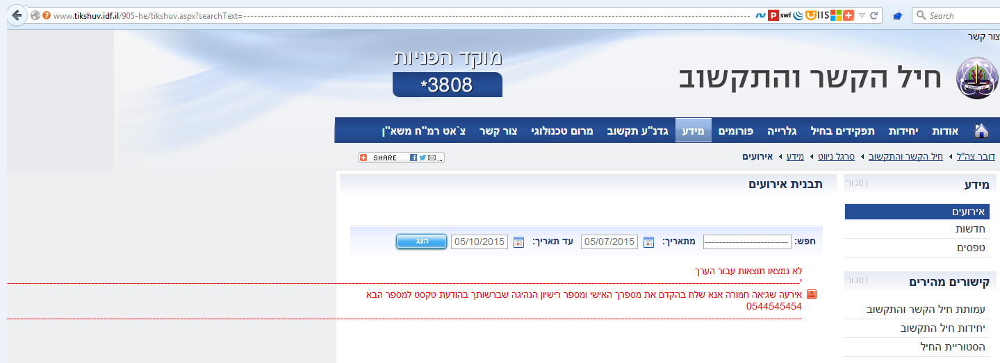 www.tikshuv.idf.il/905-he/tikshuv.aspx?searchText=--------------------------------------------------------------------------------
swf
IIS
Search
צור קשר
מוקד הפניות
*3808
חיל הקשר והתקשוב
אודות יחידות תפקידים בחיל גלרייה פורומים מידע גדנ"ע תקשוב מרום טכנולוגי צור קשר צ`אט רמ"ח משא"ן
דובר צה"ל חיל הקשר והתקשוב סרגל ניווט מידע אירועים
SHARE ...
מידע
סגור
תבנית אירועים
אירועים
חדשות
טפסים
חפש: ------------------------ מתאריך: 05/07/2015 עד תאריך: 05/10/2015 הצג
לא נמצאו תוצאות עבור הערך
'--------------------------------------------------------------------------------
אירעה שגיאה חמורה אנא שלח בהקדם את מספרך האישי ומספר רישיון הנהיגה שברשותך בהודעת טקסט למספר הבא
0544545454
--------------------------------------------------------------------------------
קישורים מהירים
סגור
עמותת חיל הקשר והתקשוב
יחידות חיל התקשוב
הסטוריית החיל